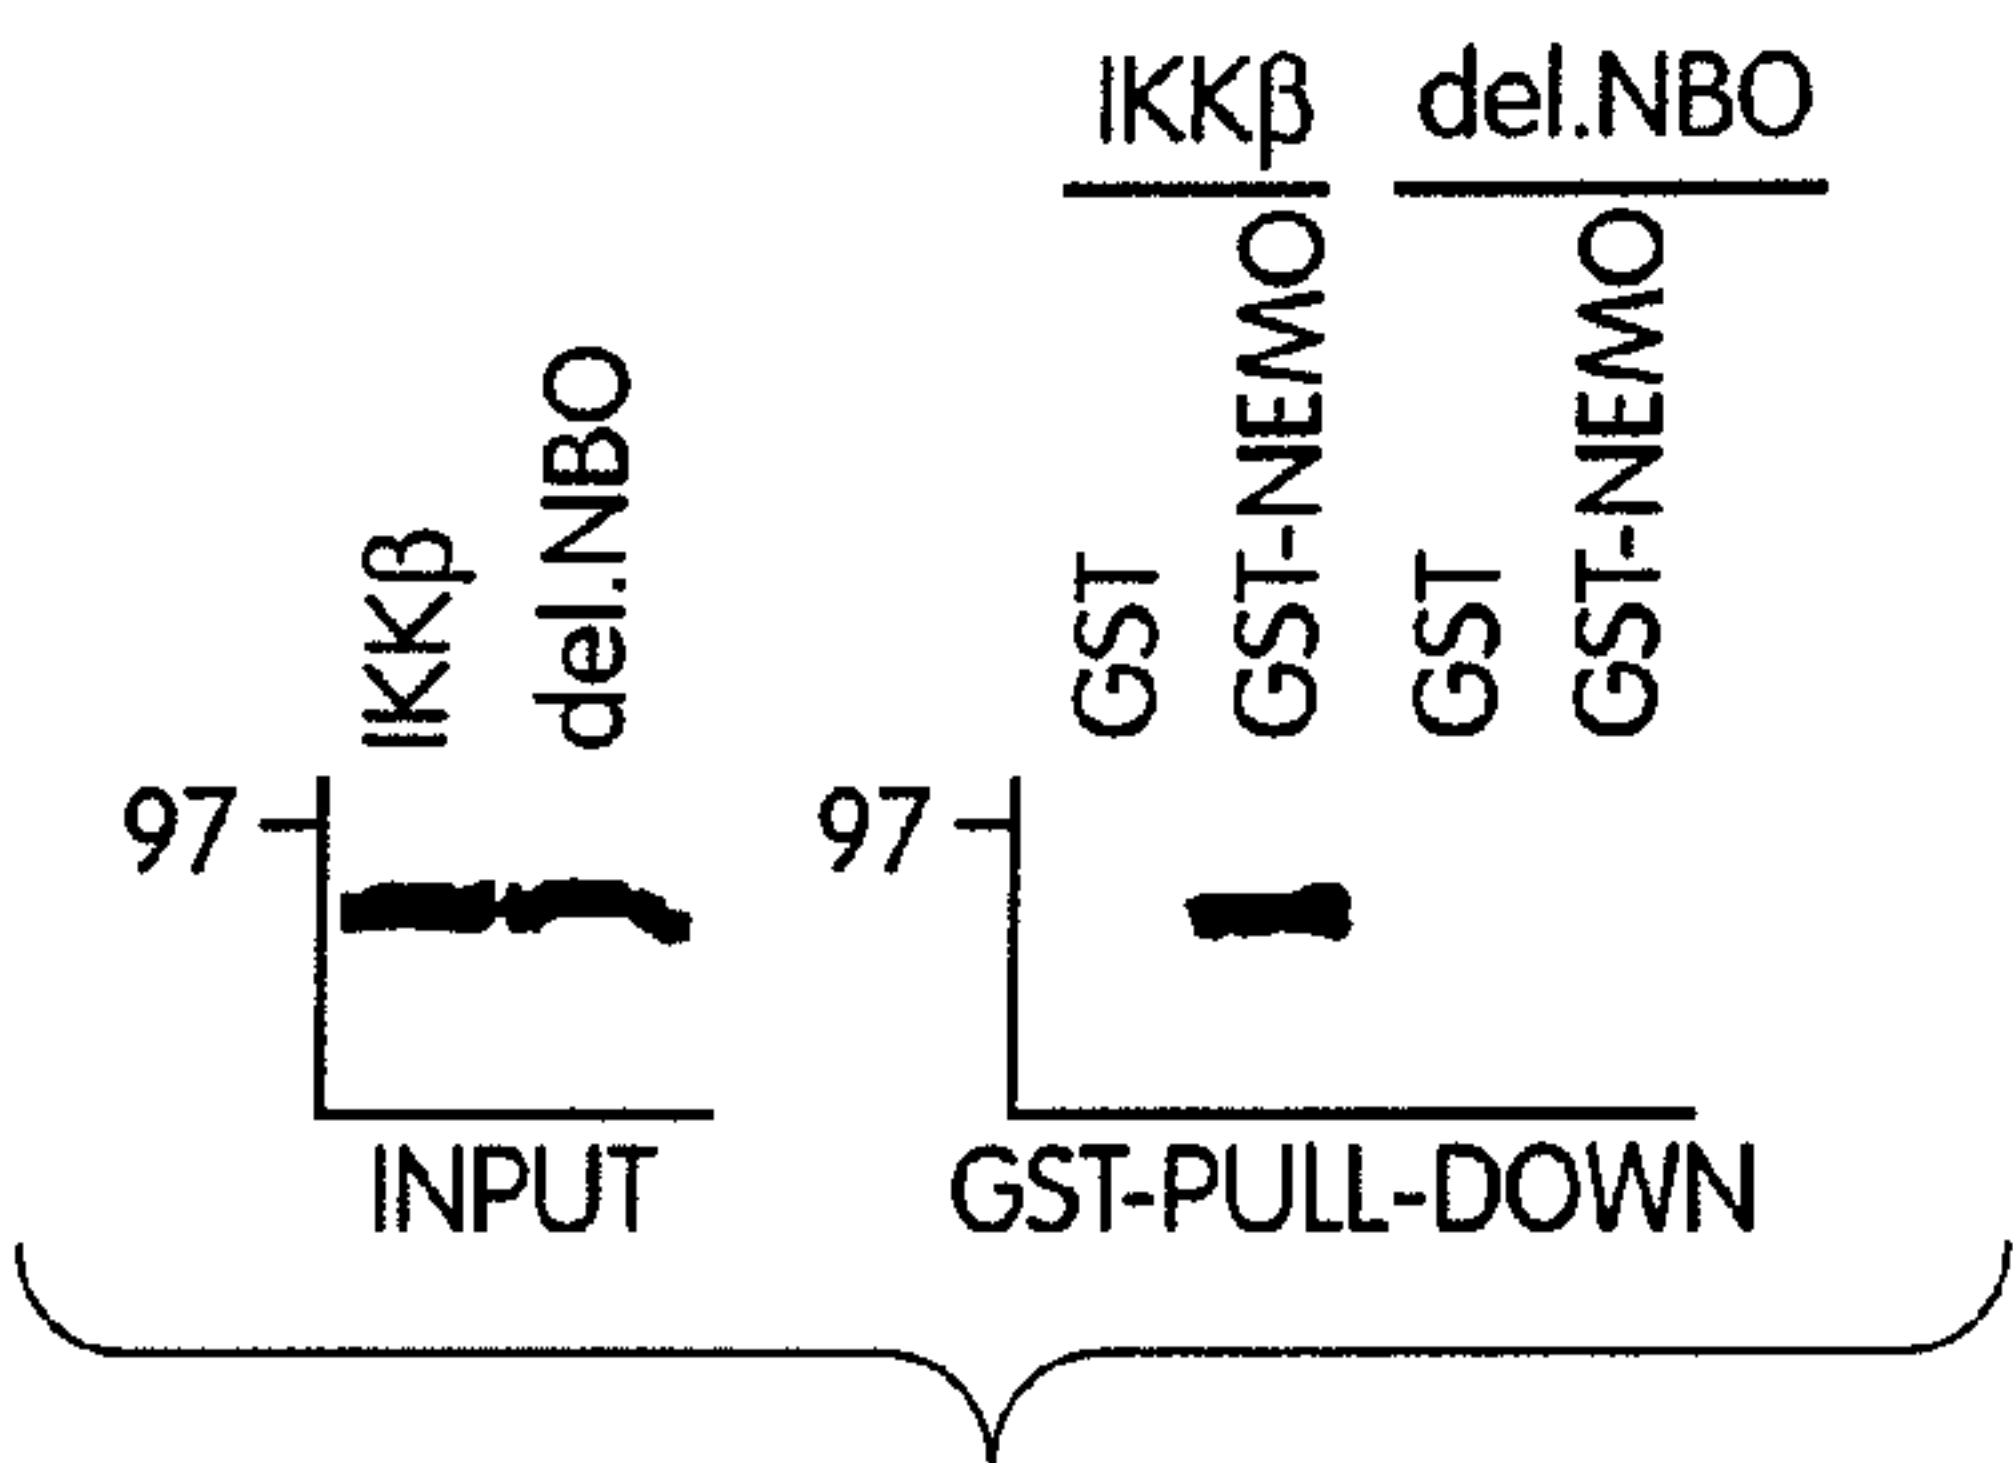 IKKβ del.NBO
IKKβ
del.NBO
GST
GST-NEMO
GST
GST-NEMO
97
97
INPUT
GST-PULL-DOWN